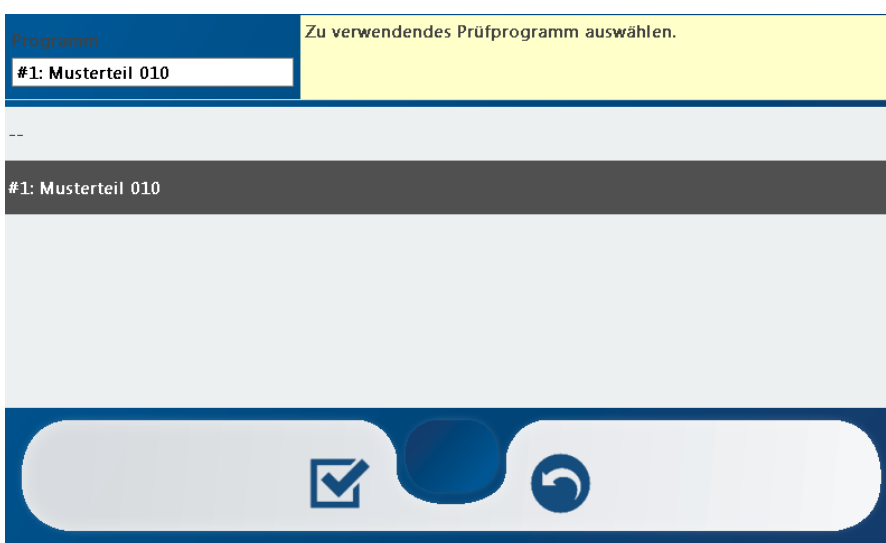 Programm
Zu verwendendes Prüfprogramm auswählen.
#1: Musterteil 010
--
#1: Musterteil 010